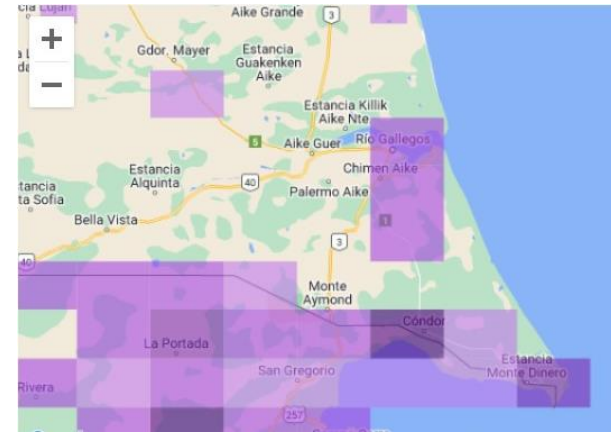 Aike Grande
3
+
Gdor. Mayer
Estancia
Guakenken
Aike
−
Estancia Killik
Aike Nte
5
Aike Guer
Río Gallegos
Estancia
Alquinta
Chimen Aike
40
Palermo Aike
Bella Vista
1
3
40
Monte
Aymond
Cóndor
La Portada
Estancia
Monte Dinero
San Gregorio
Rivera
257